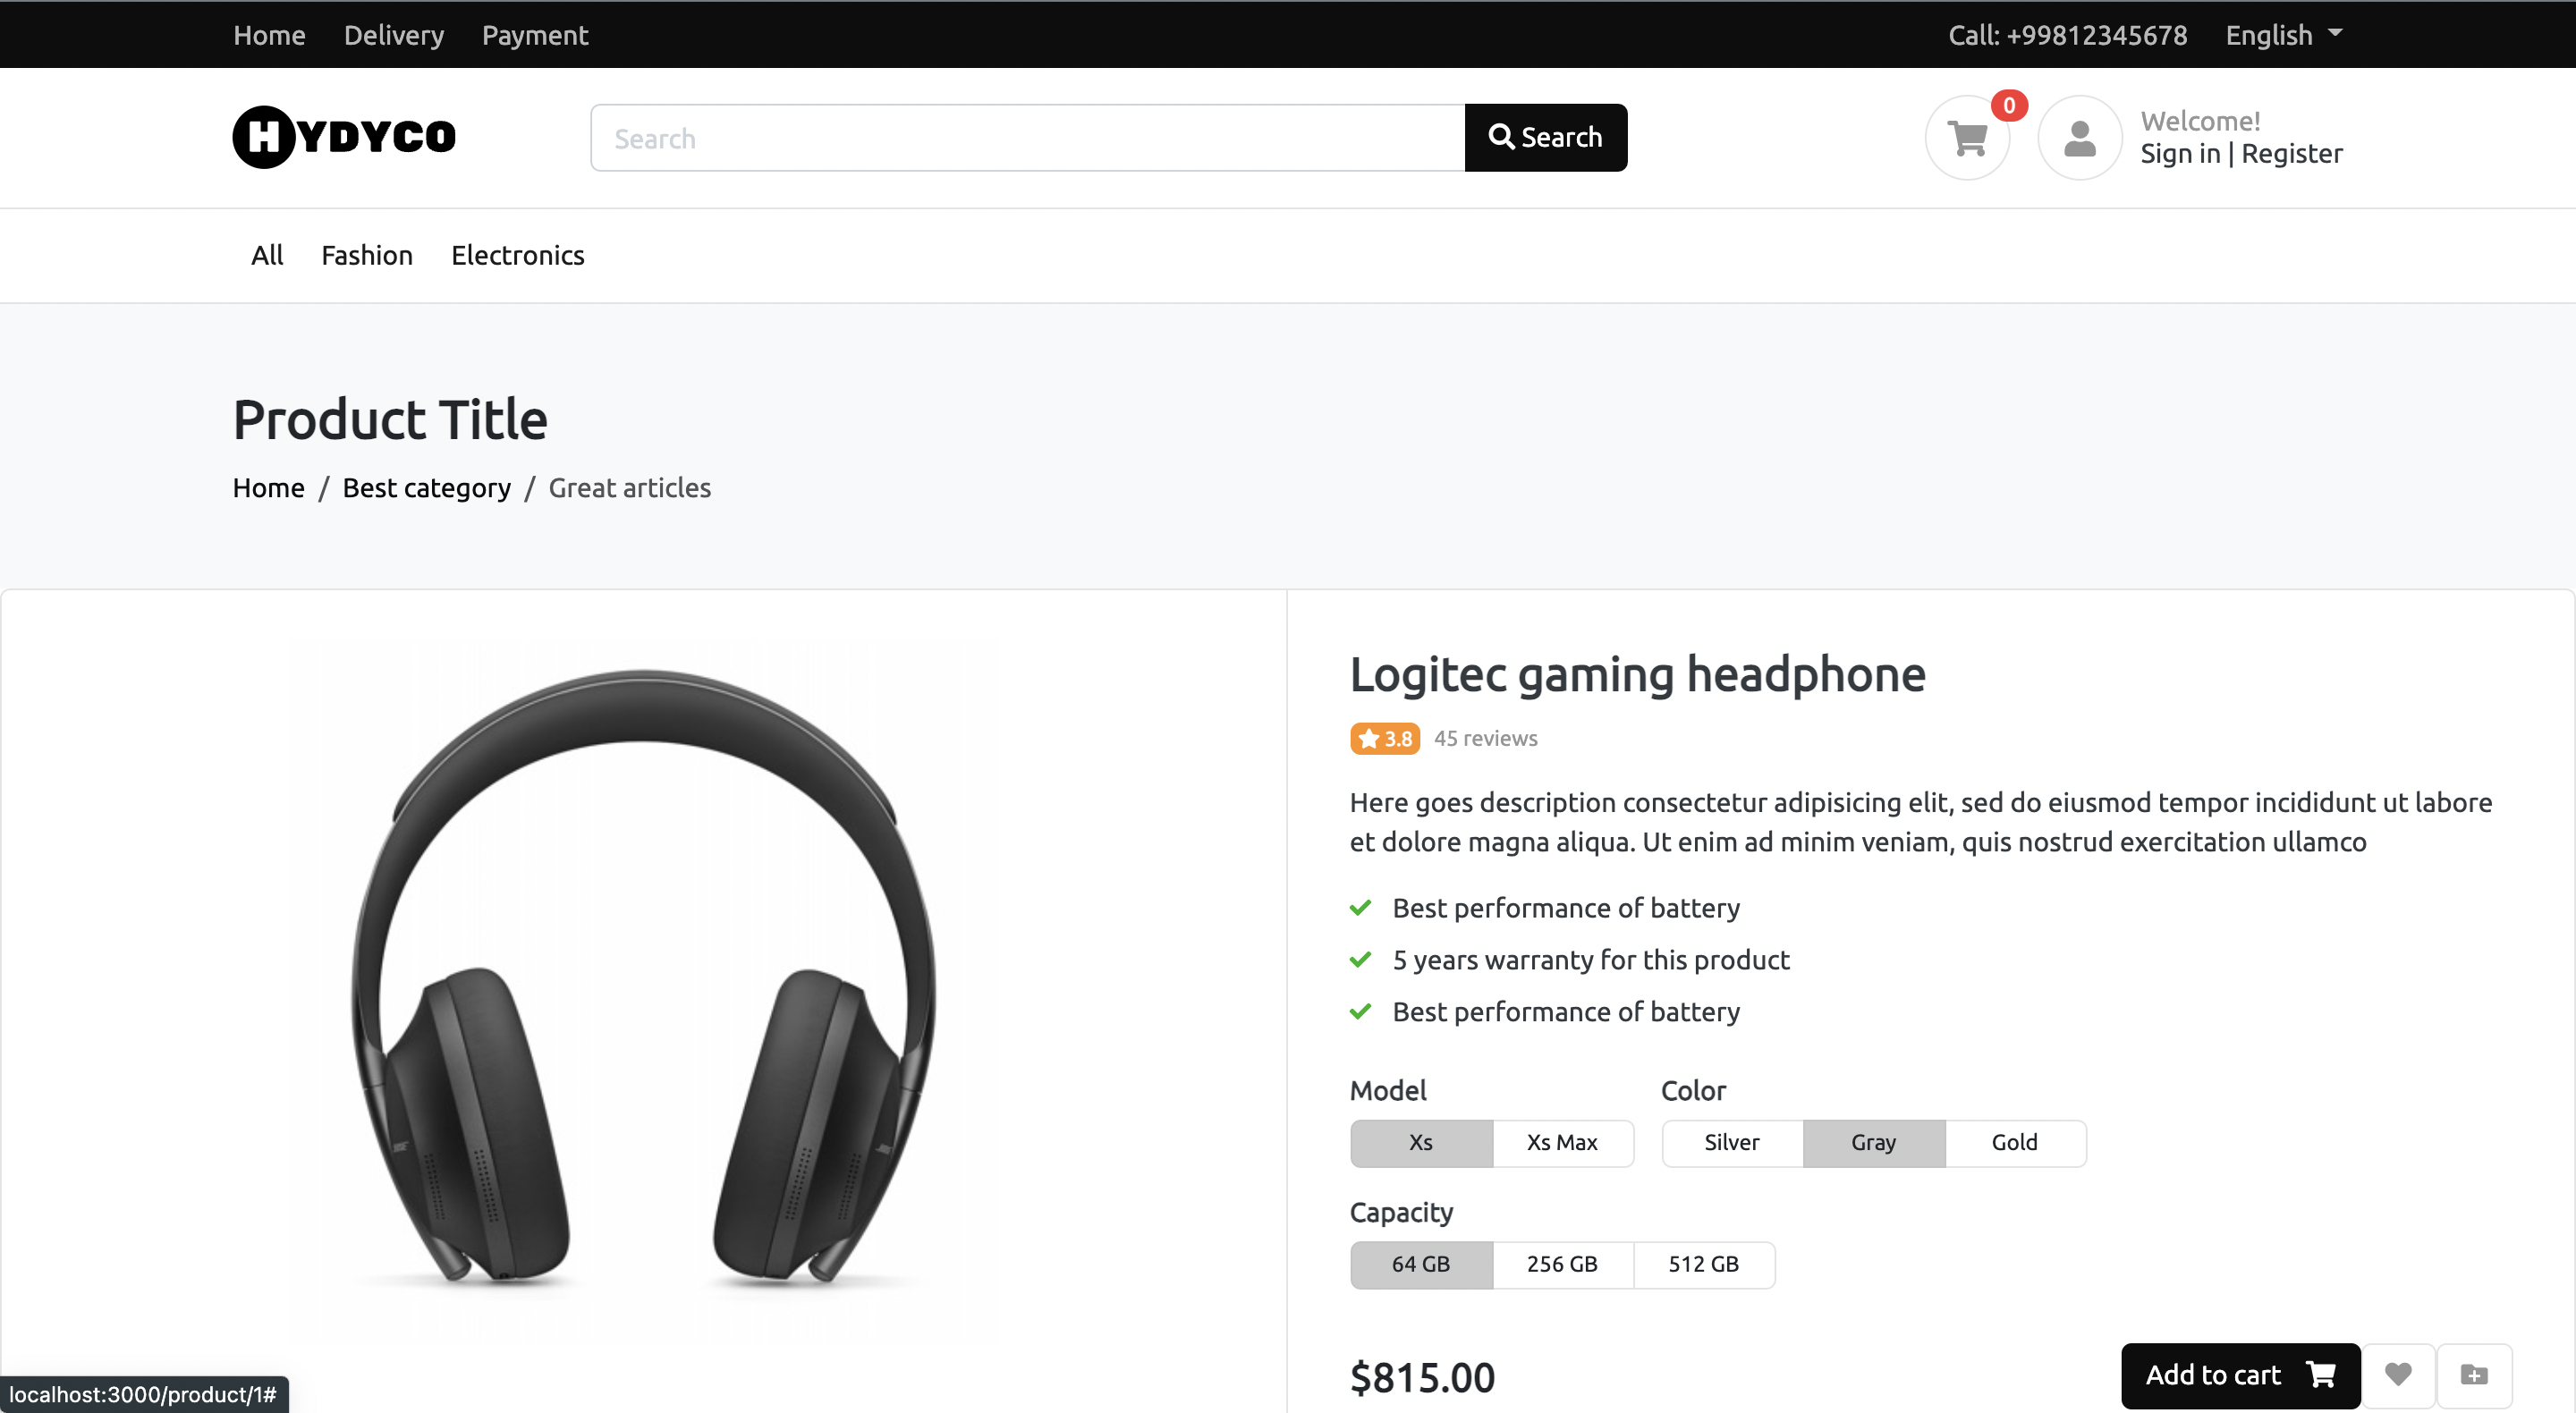 Home Delivery Payment Call: +99812345678 English
HYDYCO Search Search 0 Welcome!
Sign in | Register
All Fashion Electronics
Product Title
Home / Best category / Great articles
Logitec gaming headphone
3.8 45 reviews
Here goes description consectetur adipisicing elit, sed do eiusmod tempor incididunt ut labore
et dolore magna aliqua. Ut enim ad minim veniam, quis nostrud exercitation ullamco
Best performance of battery
5 years warranty for this product
Best performance of battery
Model Color
Xs Xs Max Silver Gray Gold
Capacity
64 GB 256 GB 512 GB
$815.00 Add to cart
localhost:3000/product/1#